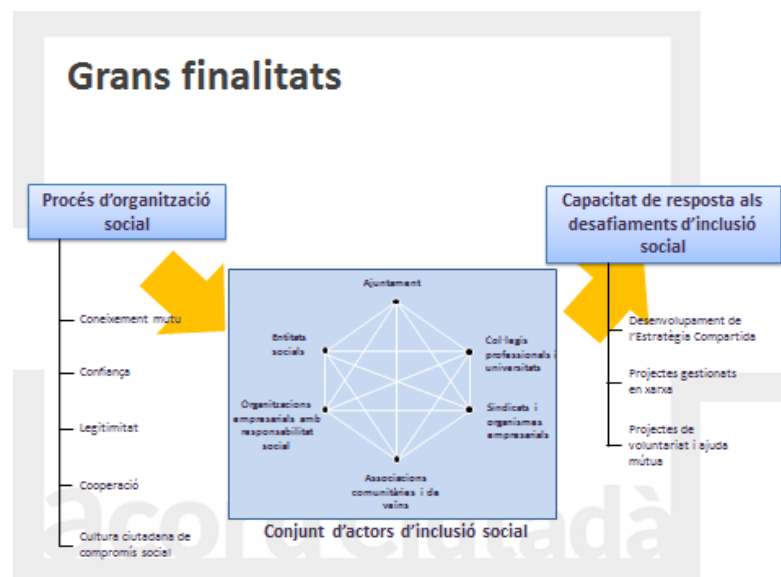 Grans finalitats
Procés d'organització
social
Coneixement mutu
Confiança
Legitimitat
Cooperació
Cultura ciutadana de
compromís social
Ajuntament
Entitats
socials
Col·legis
professionals i
universitats
Organitzacions
empresarials amb
responsabilitat
social
Sindicats i
organismes
empresarials
Associacions
comunitàries i de
veïns
Conjunt d'actors d'inclusió social
Capacitat de resposta als
desafiaments d'inclusió
social
Desenvolupament de
l'Estratègia Compartida
Projectes gestionats
en xarxa
Projectes de
voluntariat i ajuda
mútua
acord ciutadà